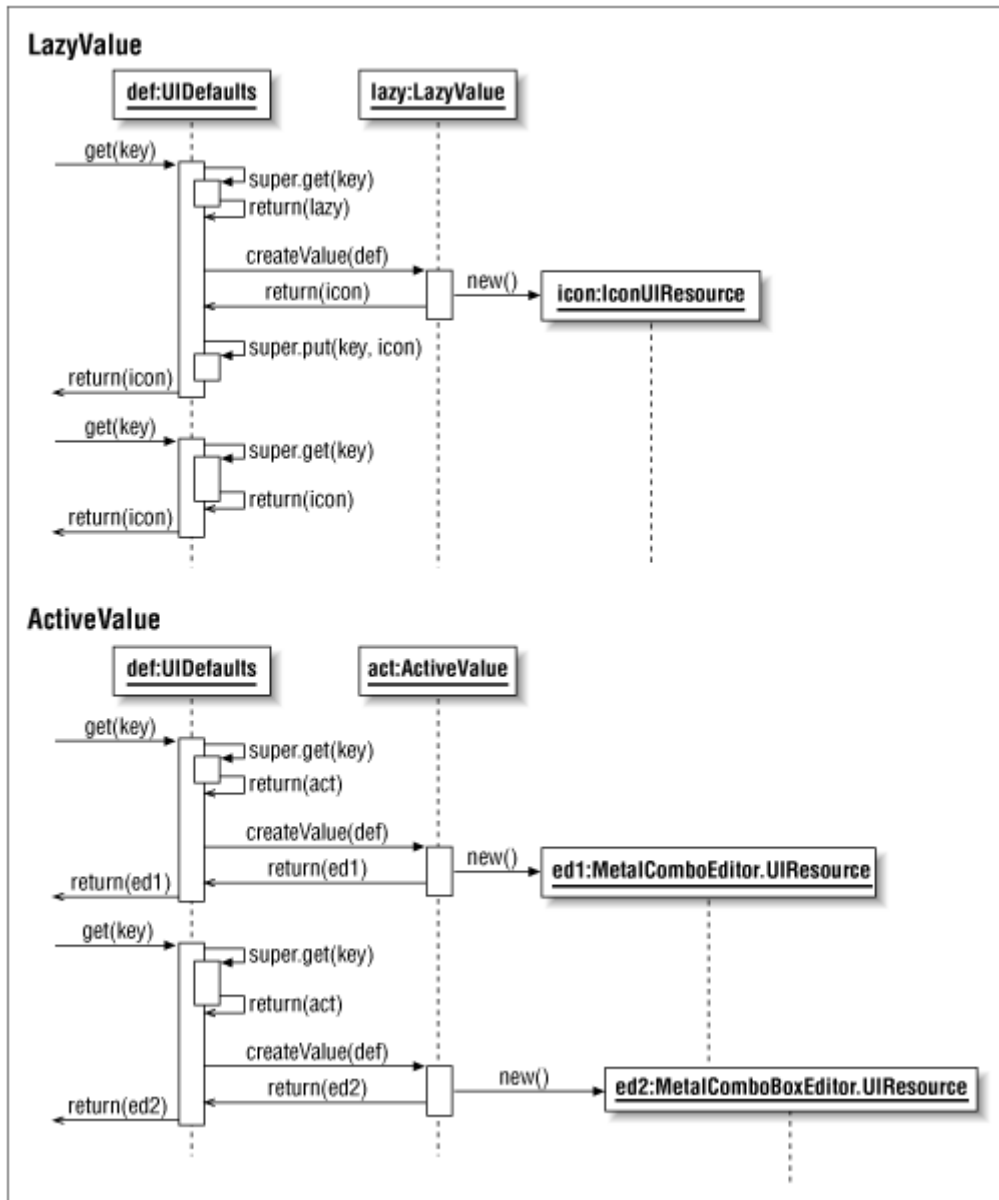 LazyValue
def:UIDefaults
lazy:LazyValue
get(key)
super.get(key)
return(lazy)
createValue(def)
new()
icon:IconUIResource
return(icon)
super.put(key, icon)
return(icon)
get(key)
super.get(key)
return(icon)
return(icon)
ActiveValue
def:UIDefaults
act:ActiveValue
get(key)
super.get(key)
return(act)
createValue(def)
new()
ed1:MetalComboEditor.UIResource
return(ed1)
return(ed1)
get(key)
super.get(key)
return(act)
createValue(def)
new()
ed2:MetalComboBoxEditor.UIResource
return(ed2)
return(ed2)